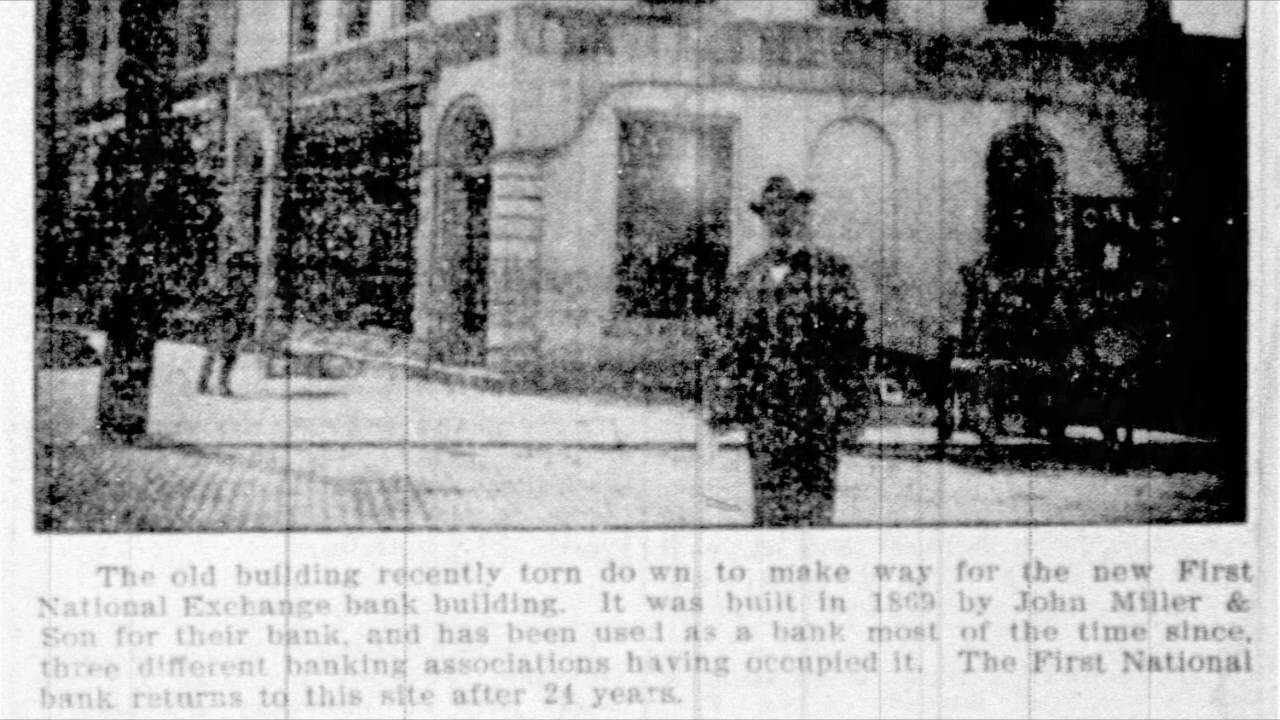 The old building recently torn down to make way for the new First
National Exchange bank building. It was built in 1869 by John Miller &
Son for their bank, and has been used as a bank most of the time since,
three different banking associations having occupied it. The First National
bank returns to this site after 24 years.